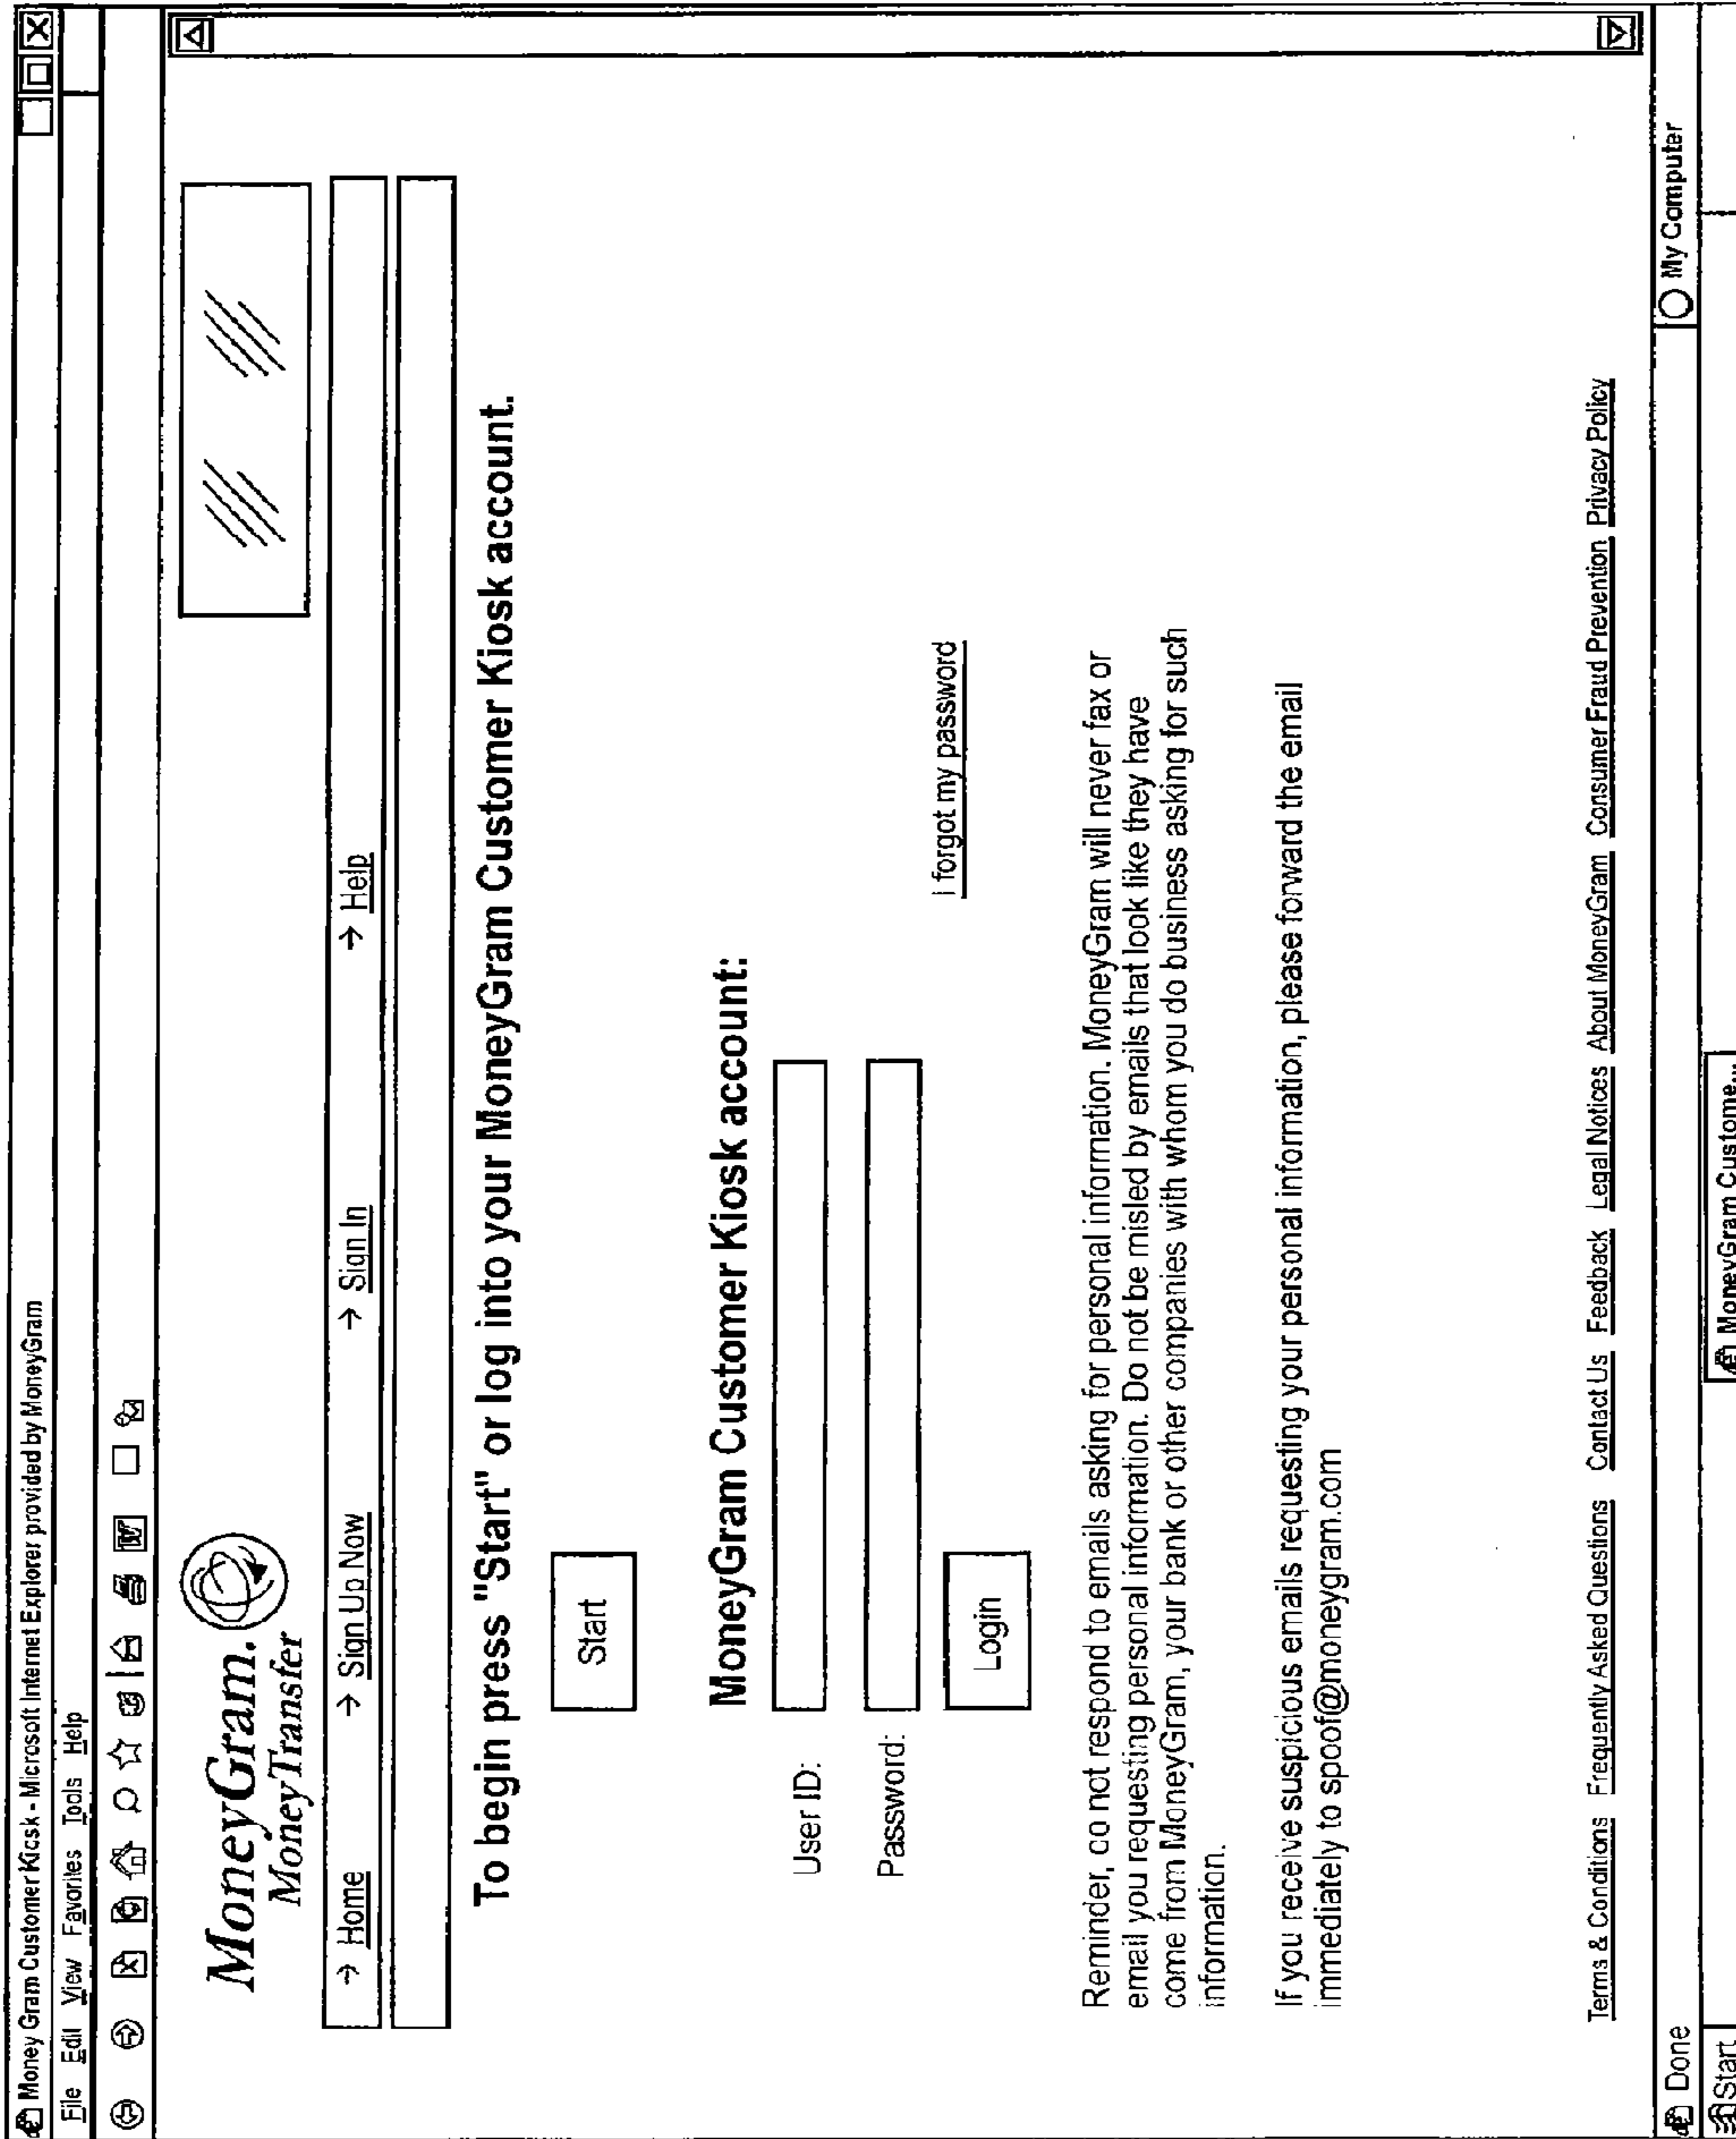 Money Gram Customer Kicsk - Microsoft Internet Explorer provided by MoneyGram
File Edit View Favorites Tools Help
MoneyGram.
MoneyTransfer
→ Home → Sign Up Now → Sign In → Help
To begin press "Start" or log into your MoneyGram Customer Kiosk account.
Start
MoneyGram Customer Kiosk account:
User ID:
Password:
Login
I forgot my password
Reminder, co not respond to emails asking for personal information. MoneyGram will never fax or
email you requesting personal information. Do not be misled by emails that look like they have
come from MoneyGram, your bank or other companies with whom you do business asking for such
information.
If you receive suspicious emails requesting your personal information, please forward the email
immediately to spoof@moneygram.com
Terms & Conditions Frequently Asked Questions Contact Us Feedback Legal Notices About MoneyGram Consumer Fraud Prevention Privacy Policy
Done My Computer
Start MoneyGram Custome...